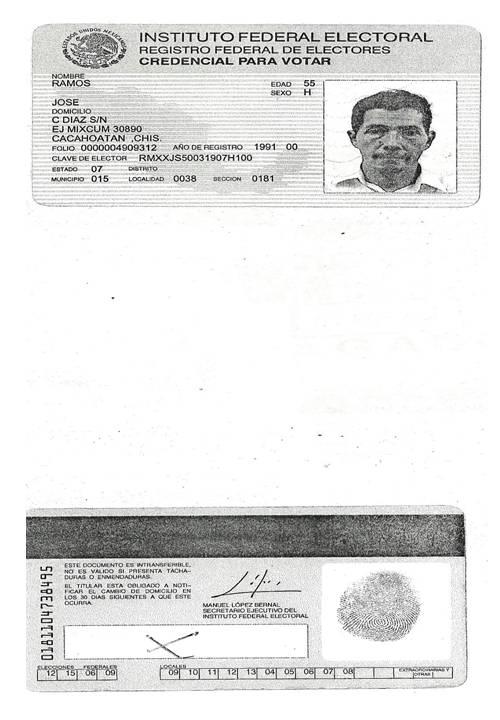 ESTADOS UNIDOS MEXICANOS
INSTITUTO FEDERAL ELECTORAL
REGISTRO FEDERAL DE ELECTORES
CREDENCIAL PARA VOTAR
NOMBRE
RAMOS
EDAD 55
SEXO H
JOSE
DOMICILIO
C DIAZ S/N
EJ MIXCUM 30890
CACAHOATAN ,CHIS.
FOLIO 0000004909312 AÑO DE REGISTRO 1991 00
CLAVE DE ELECTOR RMXXJS50031907H100
ESTADO 07 DISTRITO
MUNICIPIO 015 LOCALIDAD 0038 SECCION 0181
0181104738495
ESTE DOCUMENTO ES INTRANSFERIBLE,
NO ES VALIDO SI PRESENTA TACHA-
DURAS O ENMENDADURAS.
EL TITULAR ESTA OBLIGADO A NOTI-
FICAR EL CAMBIO DE DOMICILIO EN
LOS 30 DIAS SIGUIENTES A QUE ESTE
OCURRA.
MANUEL LÓPEZ BERNAL
SECRETARIO EJECUTIVO DEL
INSTITUTO FEDERAL ELECTORAL
ELECCIONES FEDERALES
12 15 06 09
LOCALES
09 10 11 12 13 04 05 06 07 08
EXTRAORDINARIAS Y
OTRAS